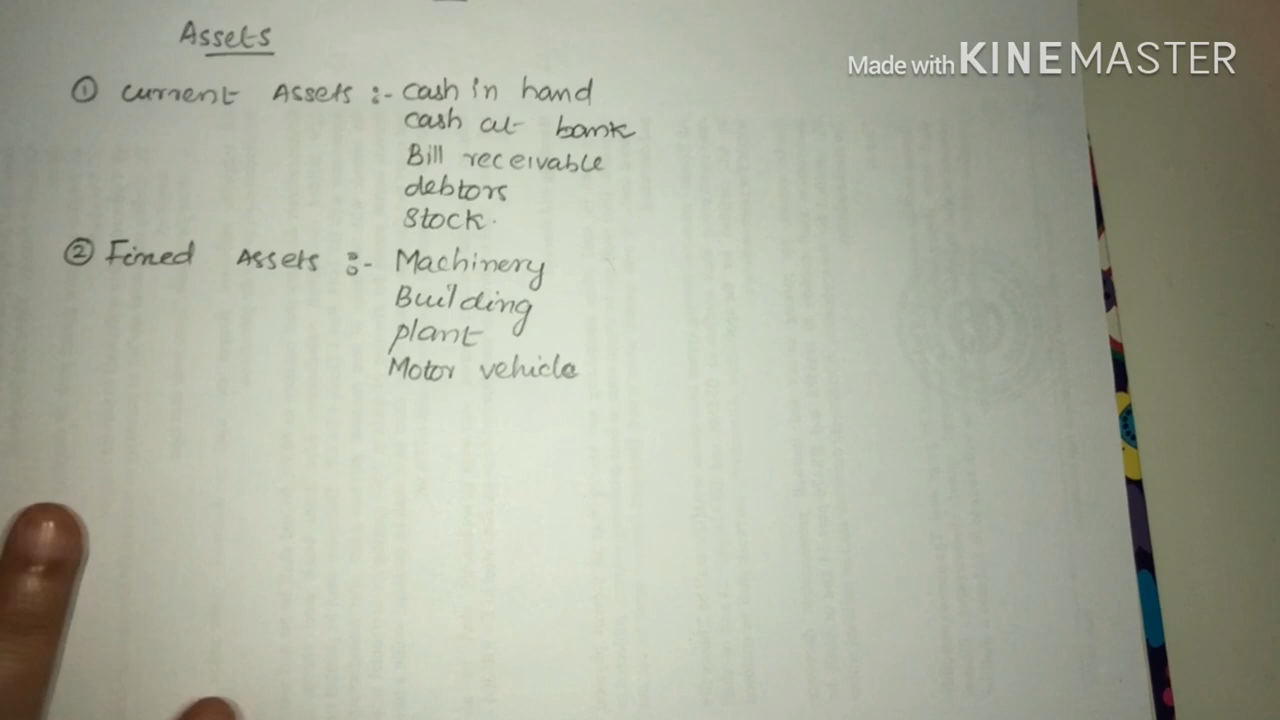 Assets
Made with KINEMASTER
① Current Assets :- cash in hand
cash at bank
Bill receivable
debtors
Stock.
② Fixed Assets :- Machinery
Building
plant
Motor vehicle